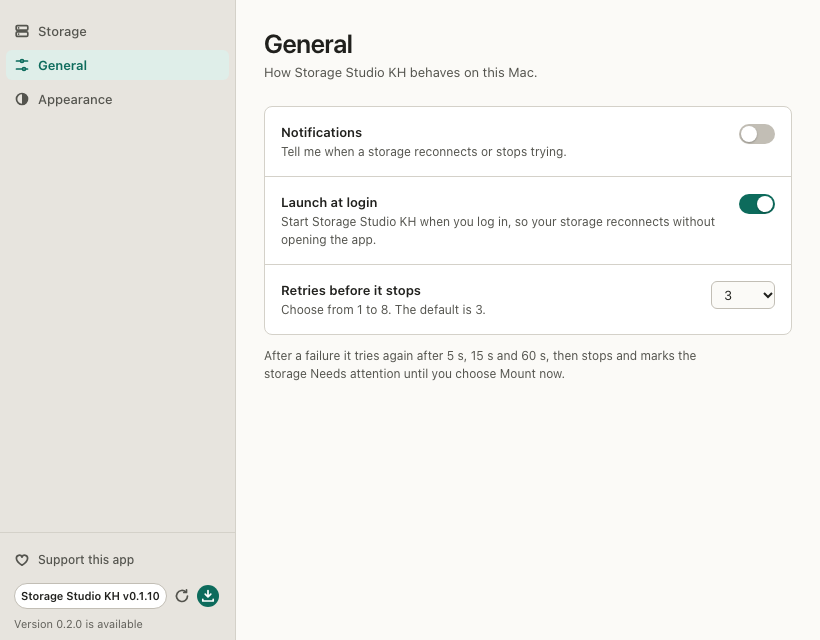 Storage
General
Appearance
General
How Storage Studio KH behaves on this Mac.
Notifications
Tell me when a storage reconnects or stops trying.
Launch at login
Start Storage Studio KH when you log in, so your storage reconnects without
opening the app.
Retries before it stops
Choose from 1 to 8. The default is 3.
3
After a failure it tries again after 5 s, 15 s and 60 s, then stops and marks the
storage Needs attention until you choose Mount now.
Support this app
Storage Studio KH v0.1.10
Version 0.2.0 is available